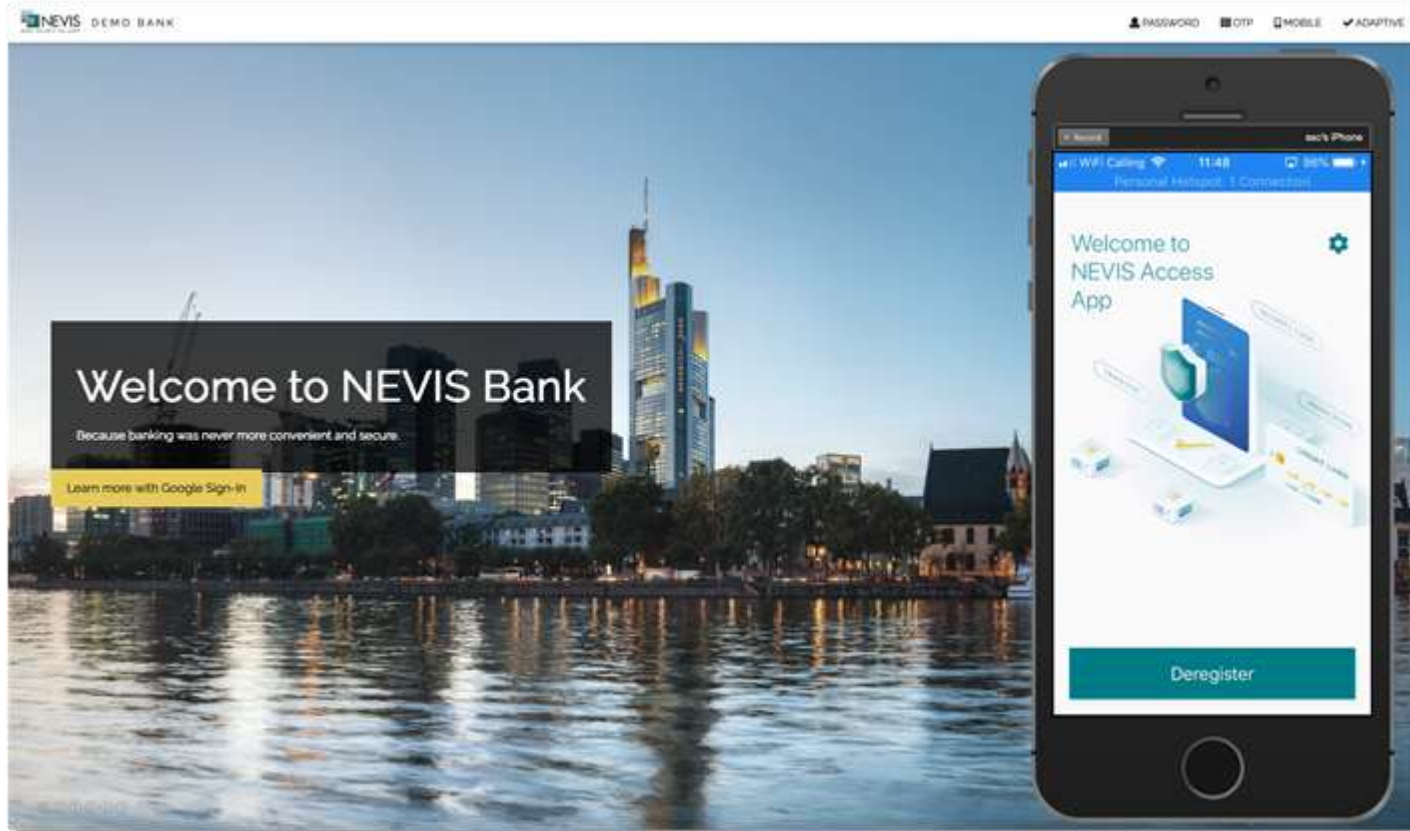 NEVIS DEMO BANK
PASSWORD OTP MOBILE ADAPTIVE
Welcome to NEVIS Bank
Because banking was never more convenient and secure.
Learn more with Google Sign-In
Record
ssc's iPhone
WiFi Calling 11:48 96%
Personal Hotspot: 1 Connection
Welcome to
NEVIS Access
App
Deregister